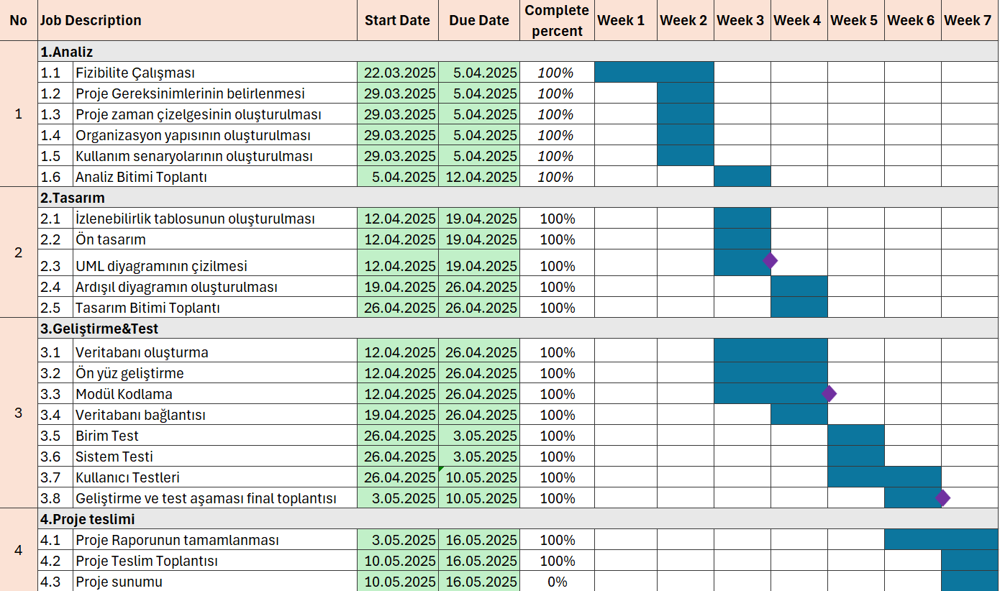 No Job Description Start Date Due Date Complete percent Week 1 Week 2 Week 3 Week 4 Week 5 Week 6 Week 7
1
1.Analiz
1.1 Fizibilite Çalışması 22.03.2025 5.04.2025 100%
1.2 Proje Gereksinimlerinin belirlenmesi 29.03.2025 5.04.2025 100%
1.3 Proje zaman çizelgesinin oluşturulması 29.03.2025 5.04.2025 100%
1.4 Organizasyon yapısının oluşturulması 29.03.2025 5.04.2025 100%
1.5 Kullanım senaryolarının oluşturulması 29.03.2025 5.04.2025 100%
1.6 Analiz Bitimi Toplantı 5.04.2025 12.04.2025 100%
2
2.Tasarım
2.1 İzlenebilirlik tablosunun oluşturulması 12.04.2025 19.04.2025 100%
2.2 Ön tasarım 12.04.2025 19.04.2025 100%
2.3 UML diyagramının çizilmesi 12.04.2025 19.04.2025 100%
2.4 Ardışıl diyagramın oluşturulması 19.04.2025 26.04.2025 100%
2.5 Tasarım Bitimi Toplantı 26.04.2025 26.04.2025 100%
3
3.Geliştirme&Test
3.1 Veritabanı oluşturma 12.04.2025 26.04.2025 100%
3.2 Ön yüz geliştirme 12.04.2025 26.04.2025 100%
3.3 Modül Kodlama 12.04.2025 26.04.2025 100%
3.4 Veritabanı bağlantısı 19.04.2025 26.04.2025 100%
3.5 Birim Test 26.04.2025 3.05.2025 100%
3.6 Sistem Testi 26.04.2025 3.05.2025 100%
3.7 Kullanıcı Testleri 26.04.2025 10.05.2025 100%
3.8 Geliştirme ve test aşaması final toplantısı 3.05.2025 10.05.2025 100%
4
4.Proje teslimi
4.1 Proje Raporunun tamamlanması 3.05.2025 16.05.2025 100%
4.2 Proje Teslim Toplantısı 10.05.2025 16.05.2025 100%
4.3 Proje sunumu 10.05.2025 16.05.2025 0%